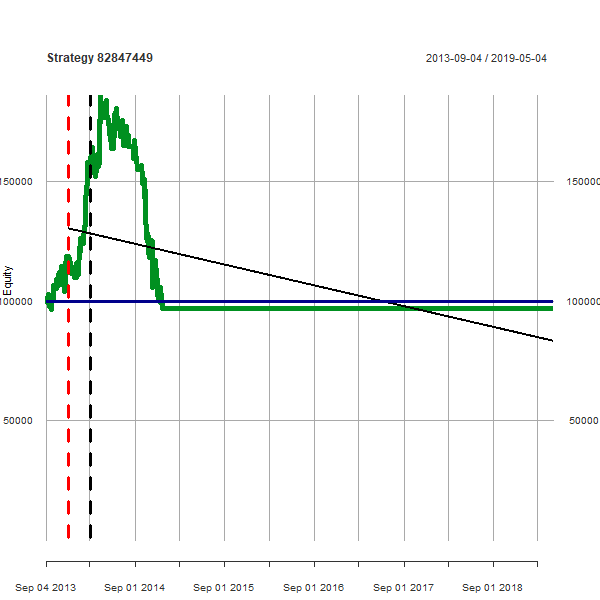 Strategy 82847449
2013-09-04 / 2019-05-04
150000
150000
Equity
100000
100000
50000
50000
Sep 04 2013
Sep 01 2014
Sep 01 2015
Sep 01 2016
Sep 01 2017
Sep 01 2018